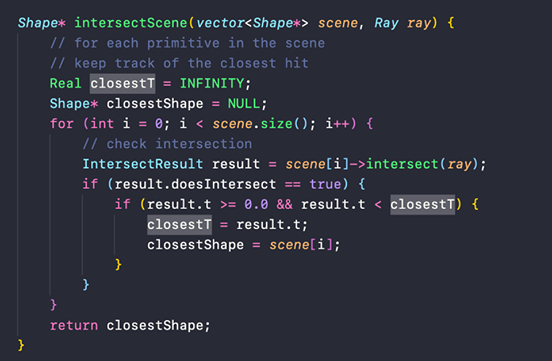 Shape* intersectScene(vector<Shape*> scene, Ray ray) {
    // for each primitive in the scene
    // keep track of the closest hit
    Real closestT = INFINITY;
    Shape* closestShape = NULL;
    for (int i = 0; i < scene.size(); i++) {
        // check intersection
        IntersectResult result = scene[i]->intersect(ray);
        if (result.doesIntersect == true) {
            if (result.t >= 0.0 && result.t < closestT) {
                closestT = result.t;
                closestShape = scene[i];
            }
        }
    }
    return closestShape;
}